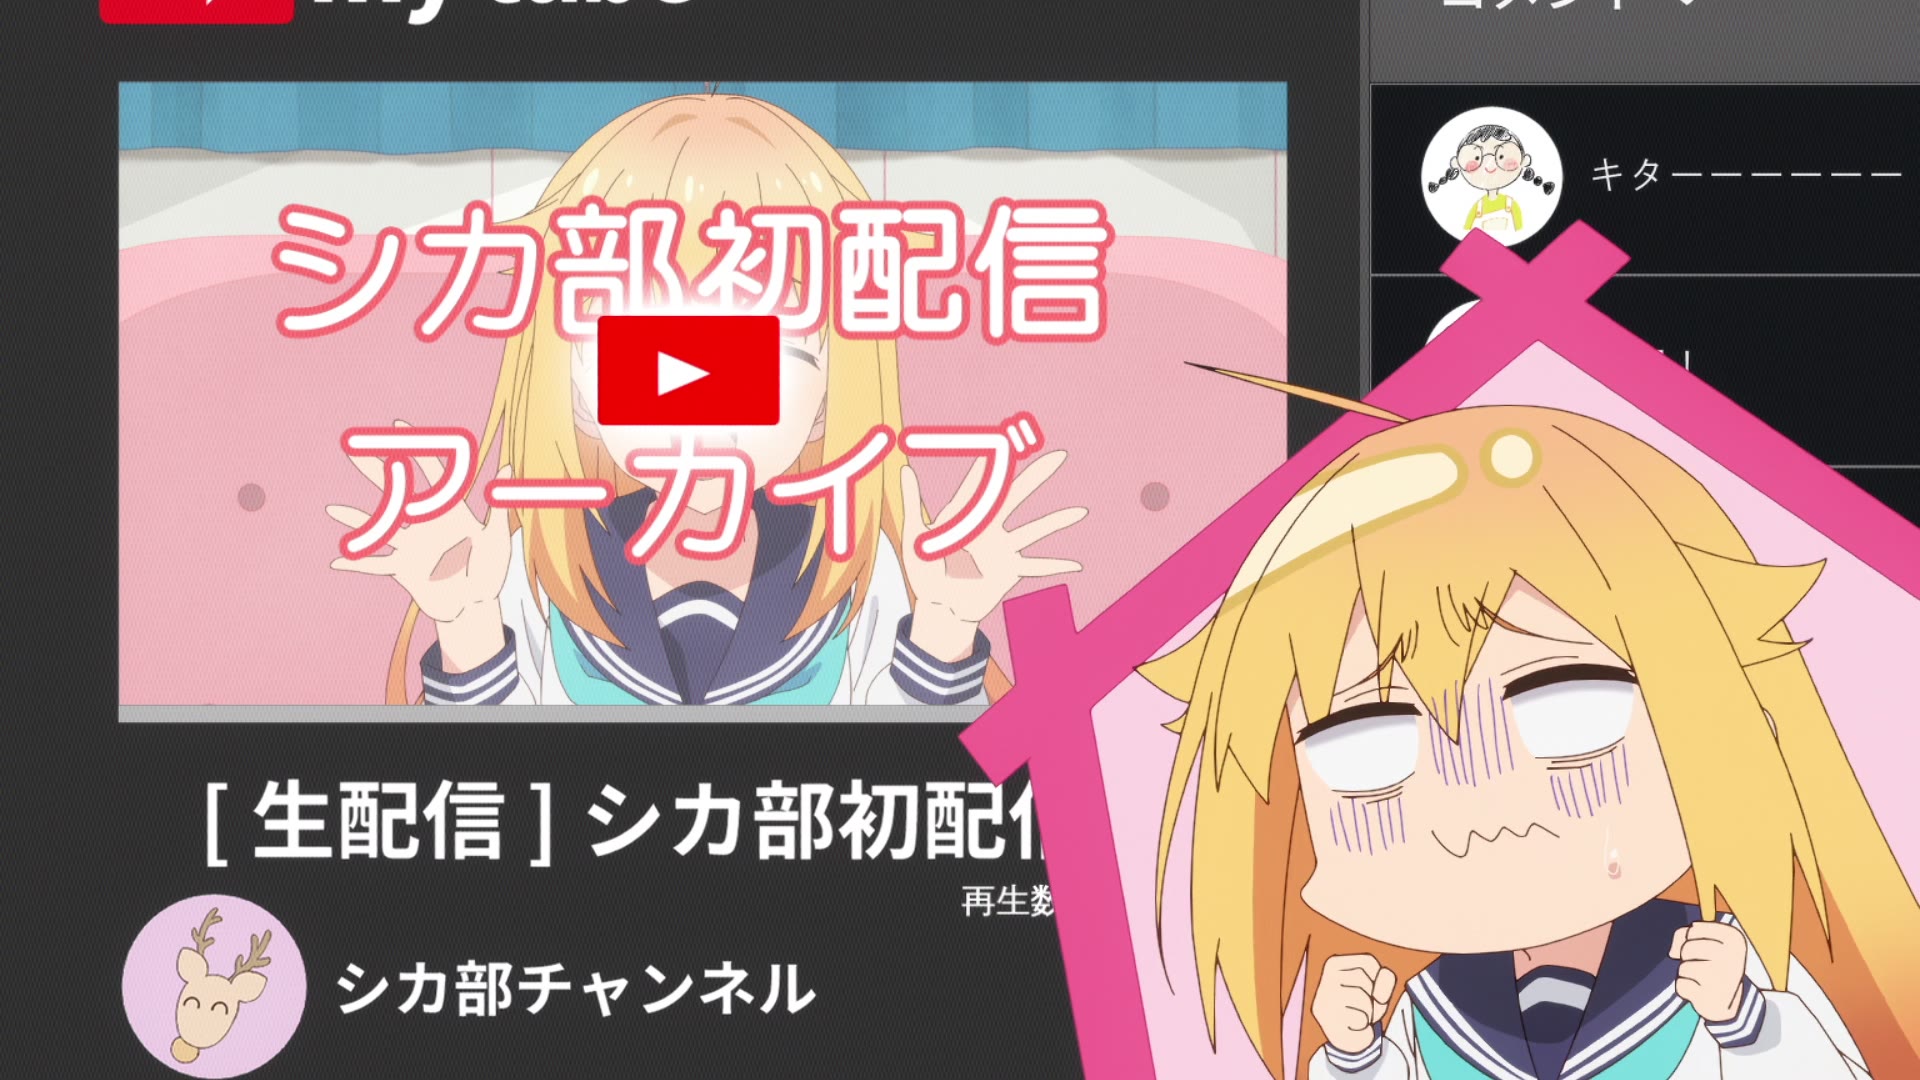 シカ部初配信
アーカイブ
キターーーーーーー
[生配信]シカ部初配信
再生数
シカ部チャンネル